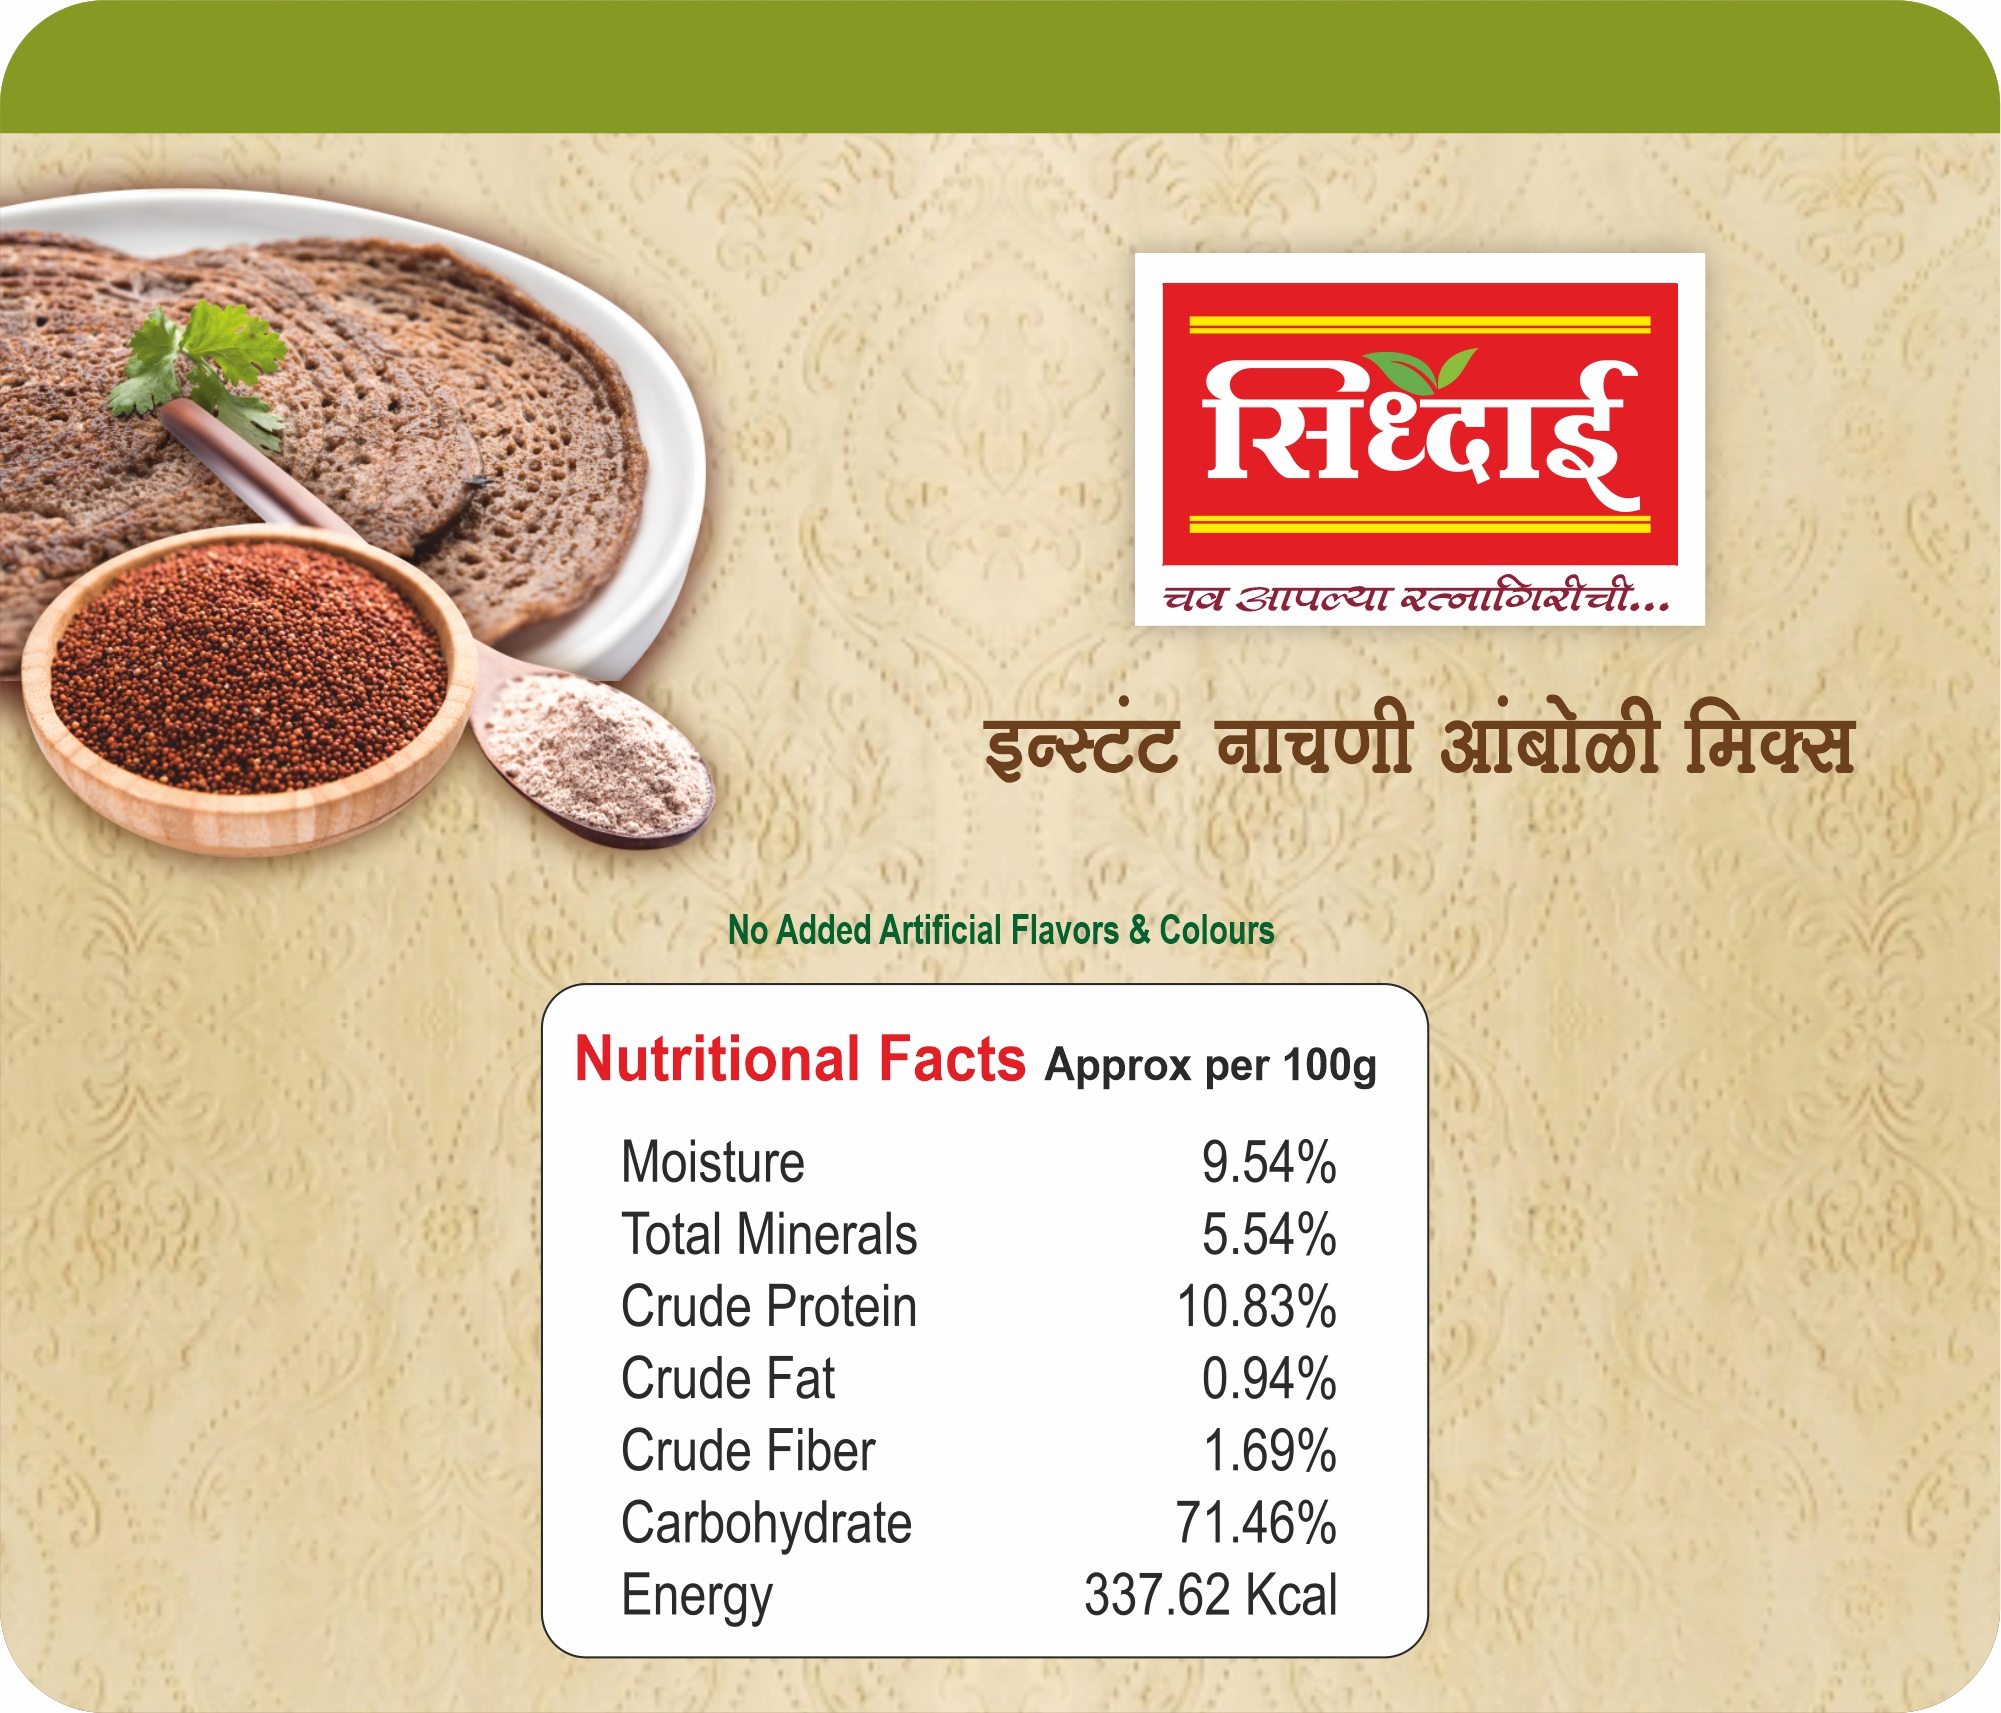 सिध्दाई
चव आपल्या रत्नागिरीची...
इन्स्टंट नाचणी आंबोळी मिक्स
No Added Artificial Flavors & Colours
Nutritional Facts Approx per 100g
Moisture 9.54%
Total Minerals 5.54%
Crude Protein 10.83%
Crude Fat 0.94%
Crude Fiber 1.69%
Carbohydrate 71.46%
Energy 337.62 Kcal